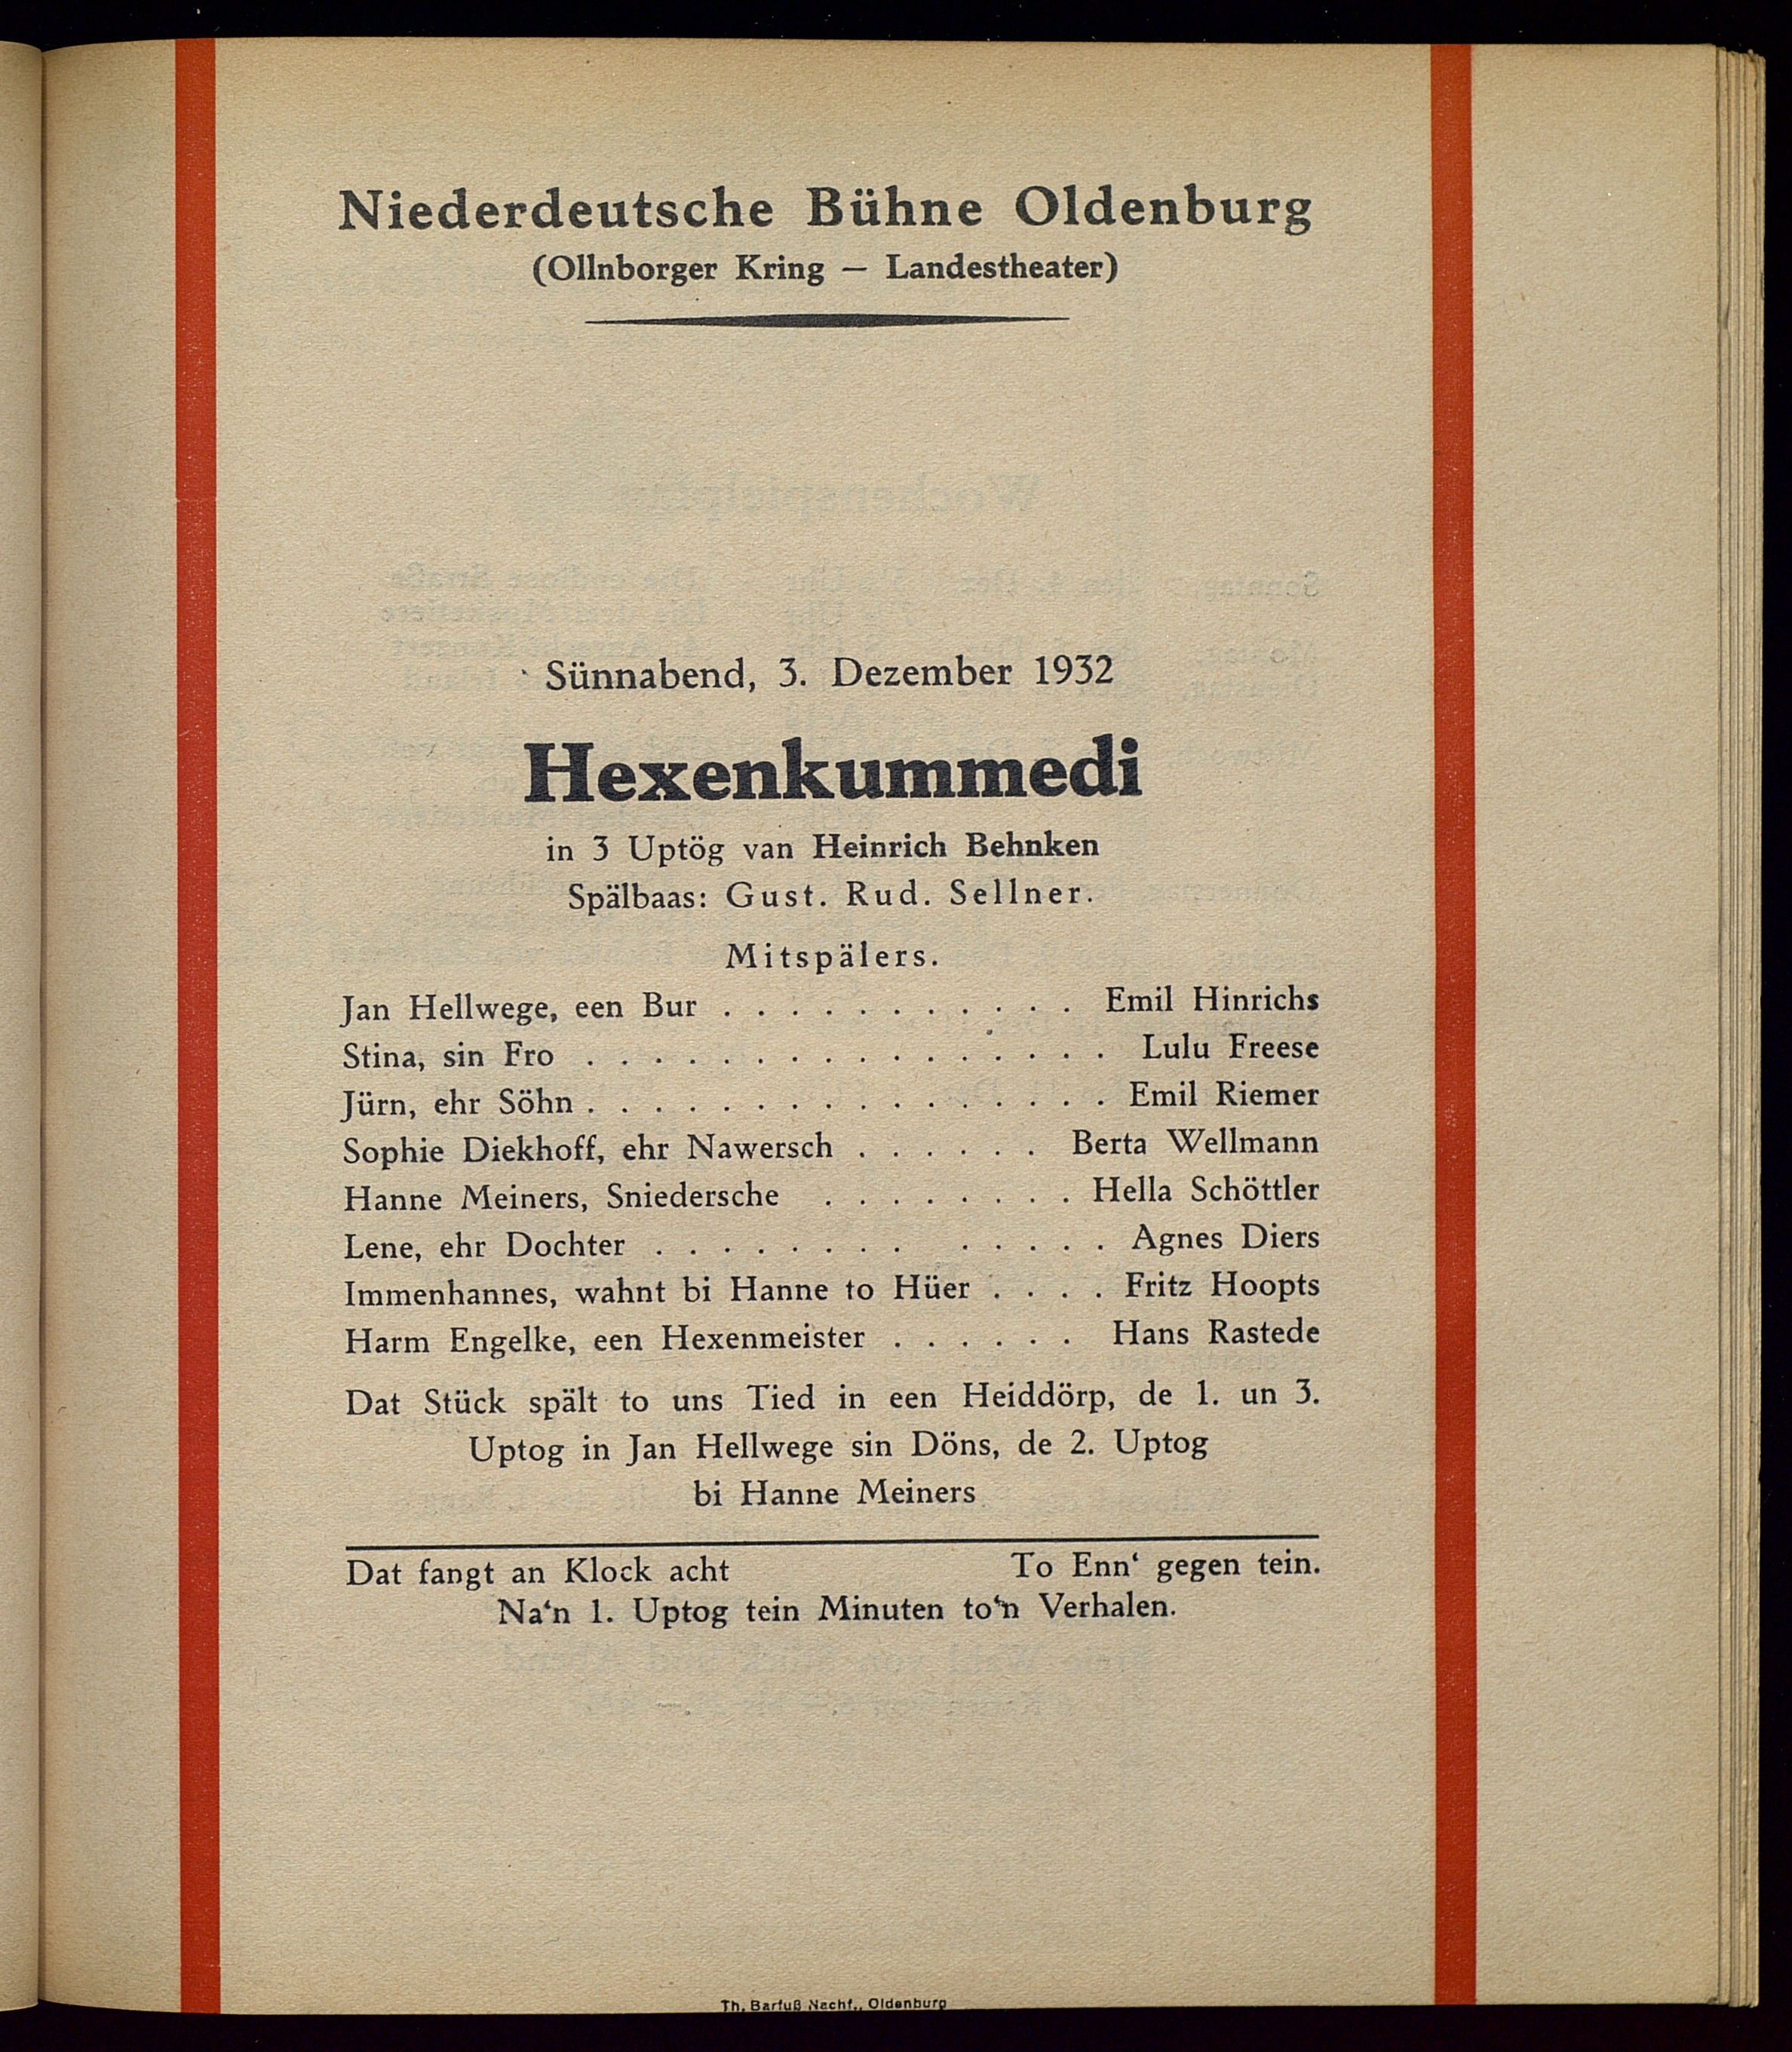 Niederdeutsche Bühne Oldenburg
(Ollnborger Kring — Landestheater)
Sünnabend, 3. Dezember 1932
Hexenkummedi
in 3 Uptög van Heinrich Behnken
Spälbaas: Gust. Rud. Sellner.
Mitspälers.
Jan Hellwege, een Bur . . . . . . . . . . . Emil Hinrichs
Stina, sin Fro . . . . . . . . . . . . . . . . Lulu Freese
Jürn, ehr Söhn . . . . . . . . . . . . . . . . Emil Riemer
Sophie Diekhoff, ehr Nawersch . . . . . . Berta Wellmann
Hanne Meiners, Sniedersche . . . . . . . . Hella Schöttler
Lene, ehr Dochter . . . . . . . . . . . . . Agnes Diers
Immenhannes, wahnt bi Hanne to Hüer . . . . Fritz Hoopts
Harm Engelke, een Hexenmeister . . . . . . Hans Rastede
Dat Stück spält to uns Tied in een Heiddörp, de 1. un 3.
Uptog in Jan Hellwege sin Döns, de 2. Uptog
bi Hanne Meiners
Dat fangt an Klock acht To Enn‘ gegen tein.
Na‘n 1. Uptog tein Minuten to‘n Verhalen.
Th. Barfuß Nachf., Oldenburg